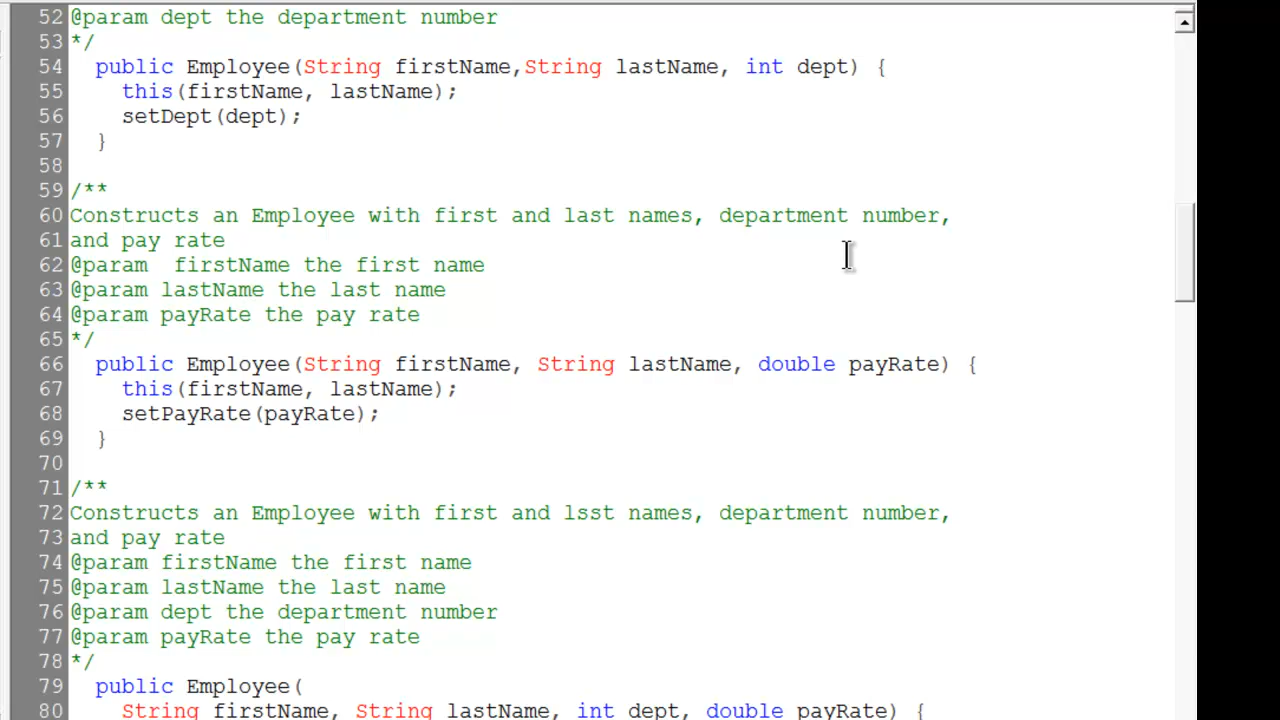 52 @param dept the department number
53 */
54   public Employee(String firstName,String lastName, int dept) {
55     this(firstName, lastName);
56     setDept(dept);
57   }
58
59 /**
60 Constructs an Employee with first and last names, department number,
61 and pay rate
62 @param  firstName the first name
63 @param lastName the last name
64 @param payRate the pay rate
65 */
66   public Employee(String firstName, String lastName, double payRate) {
67     this(firstName, lastName);
68     setPayRate(payRate);
69   }
70
71 /**
72 Constructs an Employee with first and lsst names, department number,
73 and pay rate
74 @param firstName the first name
75 @param lastName the last name
76 @param dept the department number
77 @param payRate the pay rate
78 */
79   public Employee(
80     String firstName, String lastName, int dept, double payRate) {